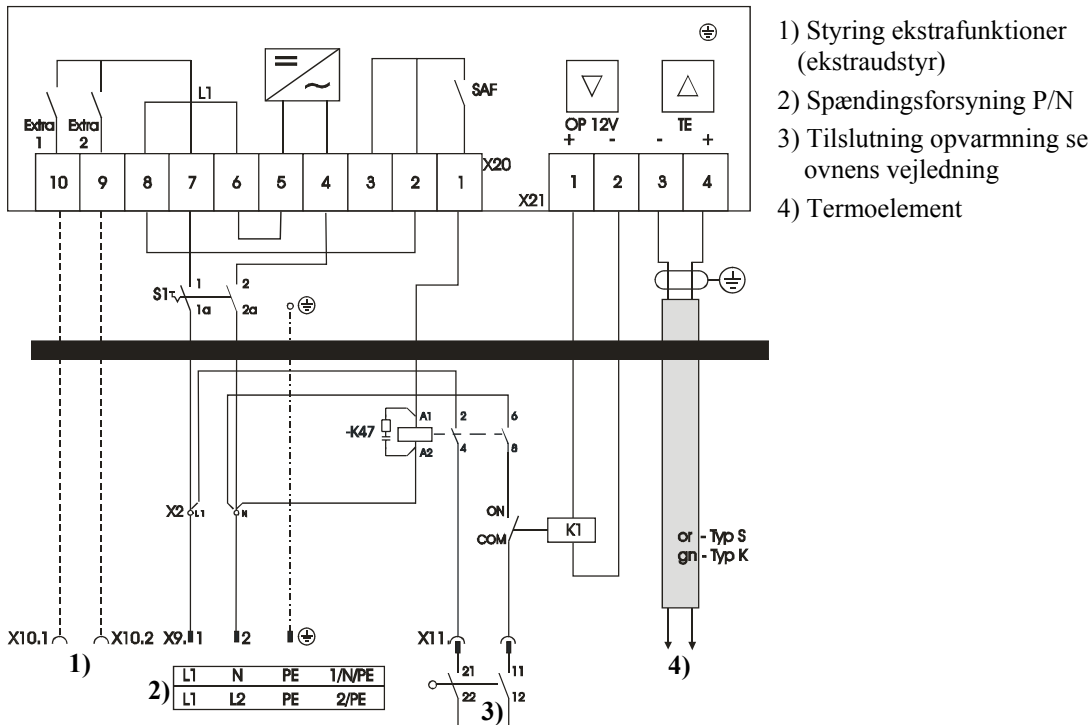 1) Styring ekstrafunktioner
(ekstraudstyr)
2) Spændingsforsyning P/N
3) Tilslutning opvarmning se
ovnens vejledning
4) Termoelement
L1
SAF
Extra
1
Extra
2
OP 12V
TE
+ - - +
X20
10 9 8 7 6 5 4 3 2 1
X21
1 2 3 4
S1
1
2
1a
2a
-K47
A1
A2
2
4
6
8
X2
L1
N
ON
COM
K1
or - Typ S
gn - Typ K
X10.1
X10.2
X9.
1
2
X11.
1)
2)
L1 N PE 1/N/PE
L1 L2 PE 2/PE
21
22
11
12
3)
4)